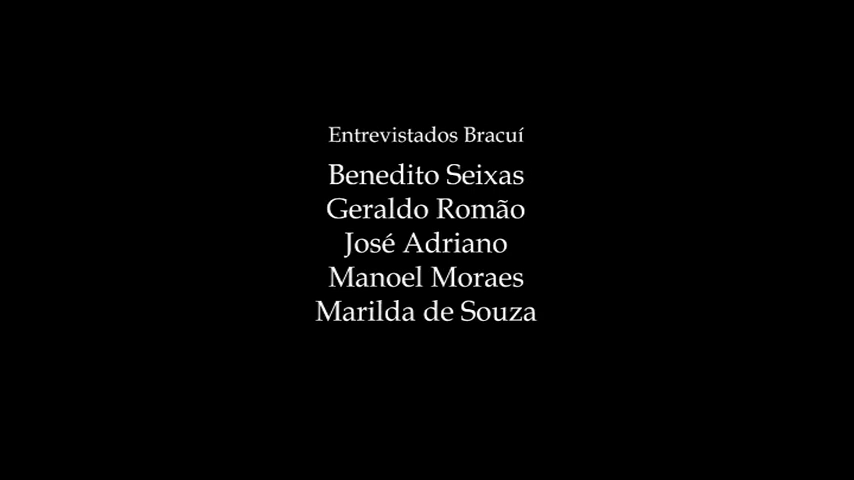 Entrevistados Bracuí
Benedito Seixas
Geraldo Romão
José Adriano
Manoel Moraes
Marilda de Souza